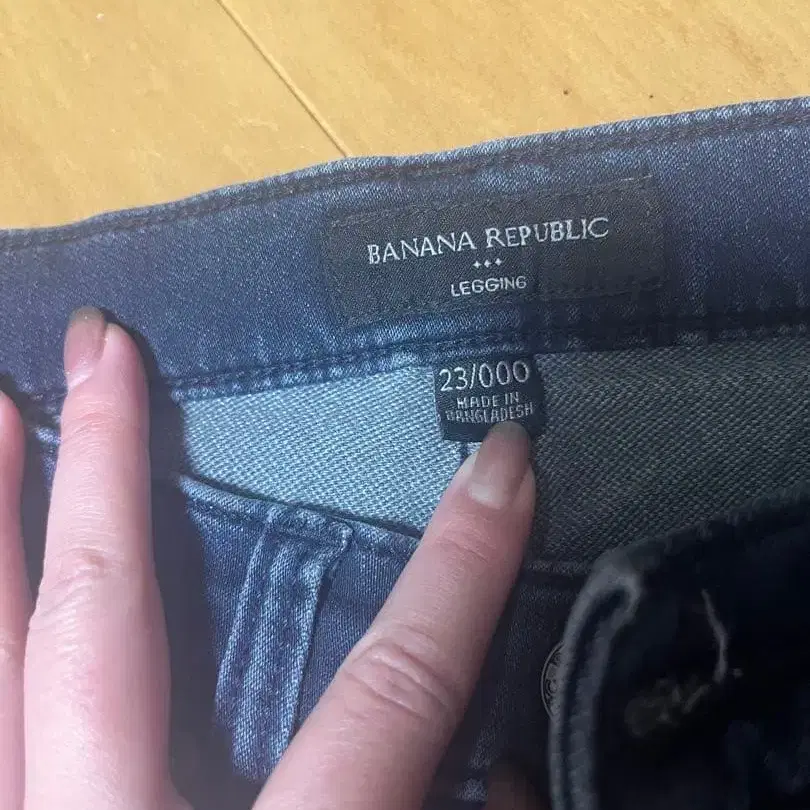 BANANA REPUBLIC
LEGGING
23/000
MADE IN
BANGLADESH